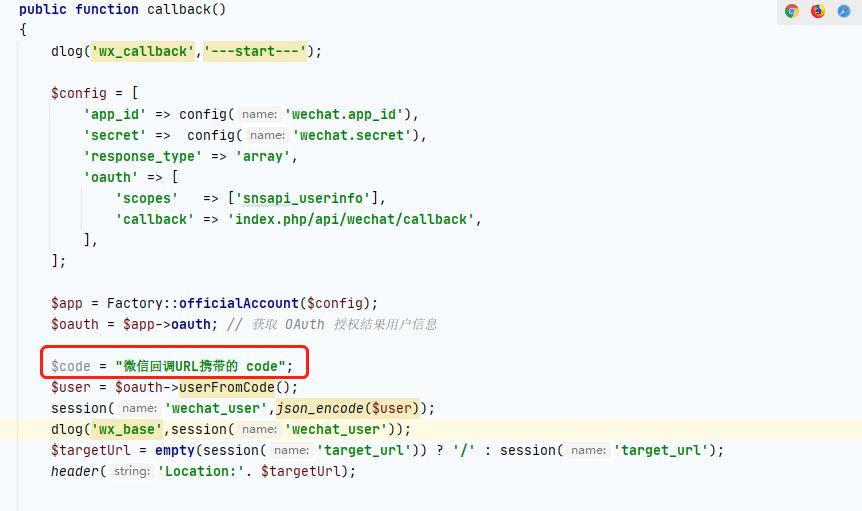 public function callback()
{
dlog('wx_callback','---start---');
$config = [
'app_id' => config( name: 'wechat.app_id'),
'secret' => config( name: 'wechat.secret'),
'response_type' => 'array',
'oauth' => [
'scopes' => ['snsapi_userinfo'],
'callback' => 'index.php/api/wechat/callback',
],
];
$app = Factory::officialAccount($config);
$oauth = $app->oauth; // 获取 OAuth 授权结果用户信息
$code = "微信回调URL携带的 code";
$user = $oauth->userFromCode();
session( name: 'wechat_user',json_encode($user));
dlog('wx_base',session( name: 'wechat_user'));
$targetUrl = empty(session( name: 'target_url')) ? '/' : session( name: 'target_url');
header( string: 'Location:'. $targetUrl);